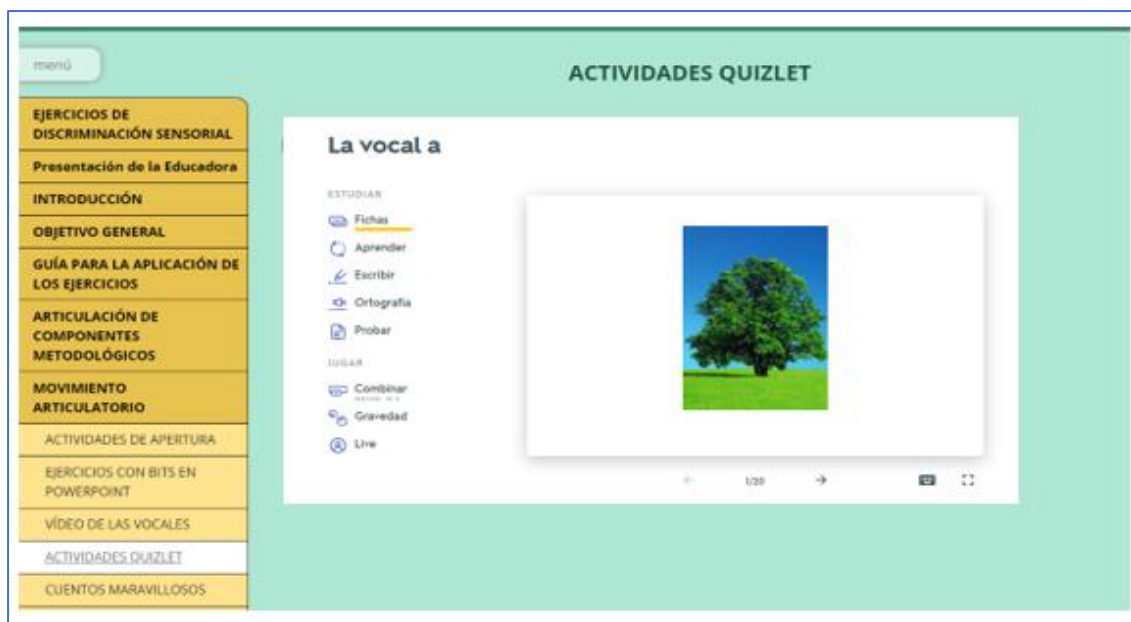 menú
ACTIVIDADES QUIZLET
EJERCICIOS DE
DISCRIMINACIÓN SENSORIAL
Presentación de la Educadora
INTRODUCCIÓN
OBJETIVO GENERAL
GUÍA PARA LA APLICACIÓN DE
LOS EJERCICIOS
ARTICULACIÓN DE
COMPONENTES
METODOLÓGICOS
MOVIMIENTO
ARTICULATORIO
ACTIVIDADES DE APERTURA
EJERCICIOS CON BITS EN
POWERPOINT
VÍDEO DE LAS VOCALES
ACTIVIDADES QUIZLET
CUENTOS MARAVILLOSOS
La vocal a
ESTUDIAR
Fichas
Aprender
Escribir
Ortografía
Probar
JUGAR
Combinar
Gravedad
Live
1/20